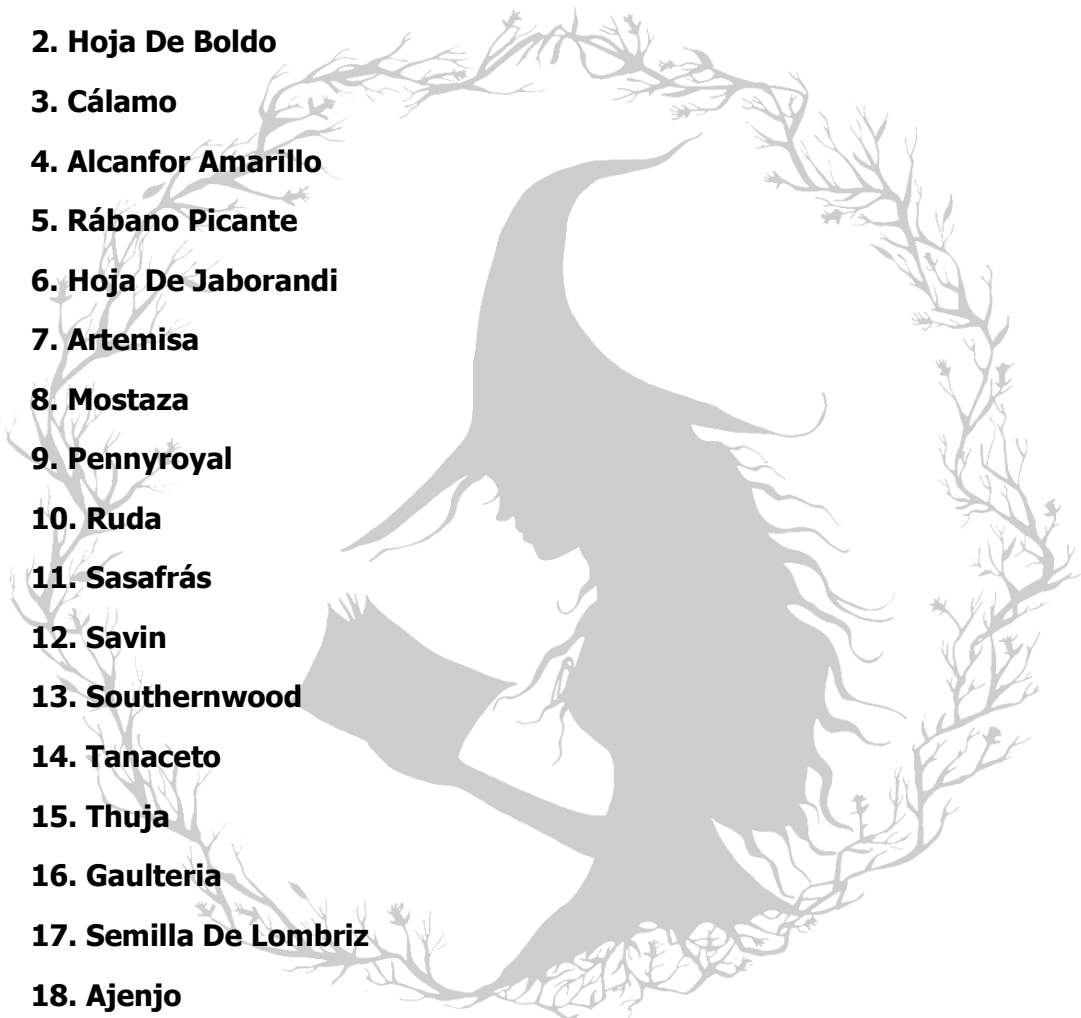 2. Hoja De Boldo
3. Cálamo
4. Alcanfor Amarillo
5. Rábano Picante
6. Hoja De Jaborandi
7. Artemisa
8. Mostaza
9. Pennyroyal
10. Ruda
11. Sasafrás
12. Savin
13. Southernwood
14. Tanaceto
15. Thuja
16. Gaulteria
17. Semilla De Lombriz
18. Ajenjo